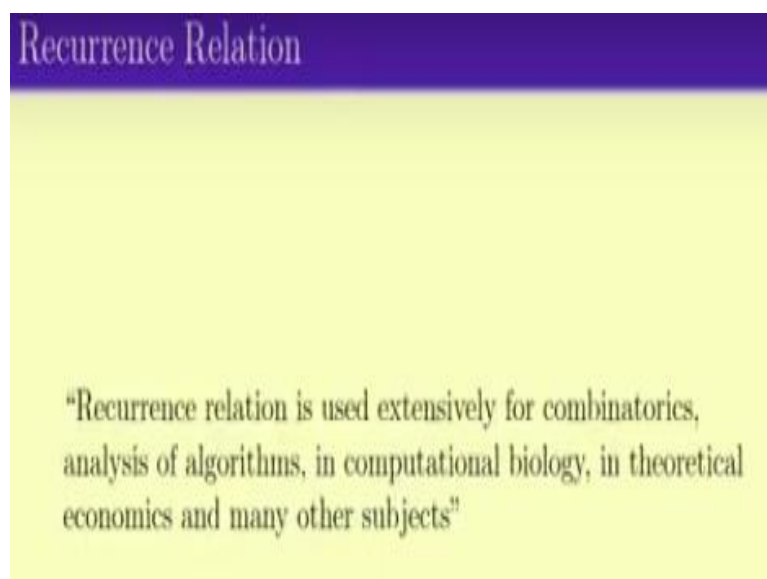 Recurrence Relation
“Recurrence relation is used extensively for combinatorics,
analysis of algorithms, in computational biology, in theoretical
economics and many other subjects”